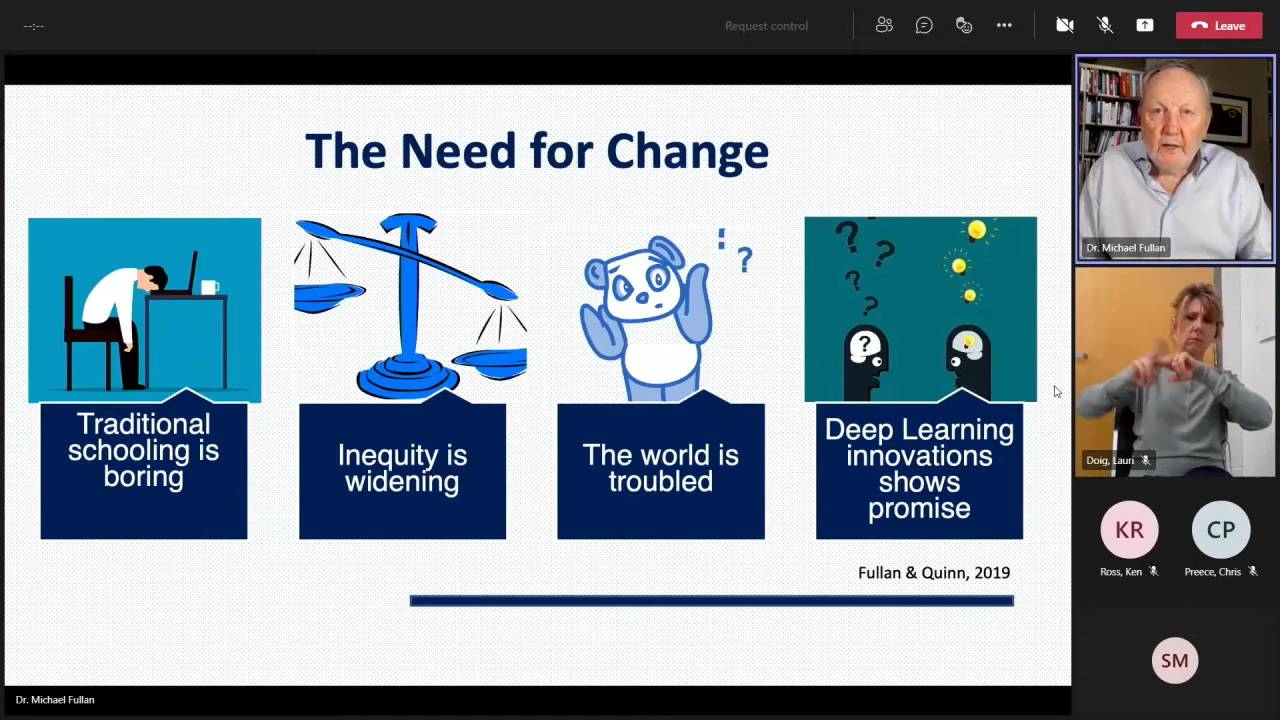 --:--
Request control
Leave
The Need for Change
?
? ? ? ? ?
Traditional
schooling is
boring
Inequity is
widening
The world is
troubled
Deep Learning
innovations
shows
promise
Fullan & Quinn, 2019
Dr. Michael Fullan
Dr. Michael Fullan
Doig, Lauri
KR
CP
Ross, Ken
Preece, Chris
SM